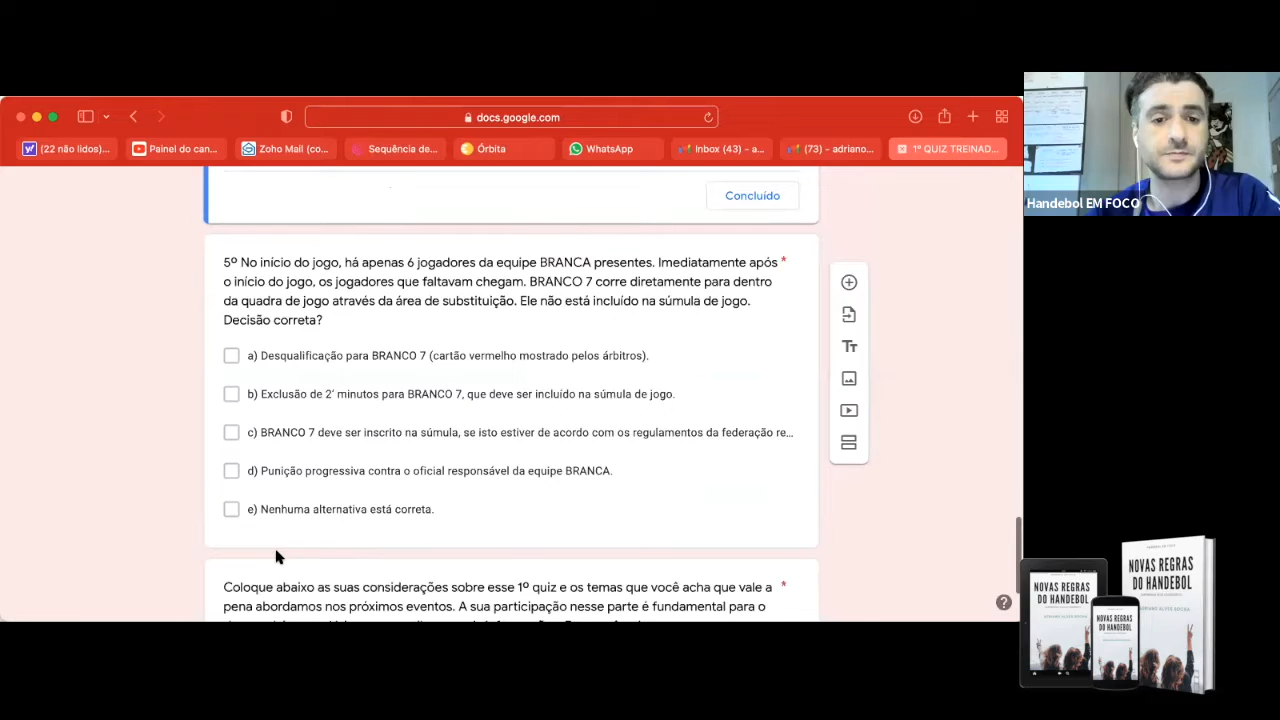 docs.google.com
(22 não lidos)...
Painel do can...
Zoho Mail (co...
Sequência de...
Órbita
WhatsApp
Inbox (43) - a...
(73) - adriano...
1º QUIZ TREINAD...
Handebol EM FOCO
Concluído
5º No início do jogo, há apenas 6 jogadores da equipe BRANCA presentes. Imediatamente após *
o início do jogo, os jogadores que faltavam chegam. BRANCO 7 corre diretamente para dentro
da quadra de jogo através da área de substituição. Ele não está incluído na súmula de jogo.
Decisão correta?
a) Desqualificação para BRANCO 7 (cartão vermelho mostrado pelos árbitros).
b) Exclusão de 2' minutos para BRANCO 7, que deve ser incluído na súmula de jogo.
c) BRANCO 7 deve ser inscrito na súmula, se isto estiver de acordo com os regulamentos da federação re...
d) Punição progressiva contra o oficial responsável da equipe BRANCA.
e) Nenhuma alternativa está correta.
Coloque abaixo as suas considerações sobre esse 1º quiz e os temas que você acha que vale a *
pena abordamos nos próximos eventos. A sua participação nesse parte é fundamental para o
NOVAS REGRAS
DO HANDEBOL
ADRIANO ALVES ROCHA
NOVAS REGRAS
DO HANDEBOL
NOVAS REGRAS
DO HANDEBOL